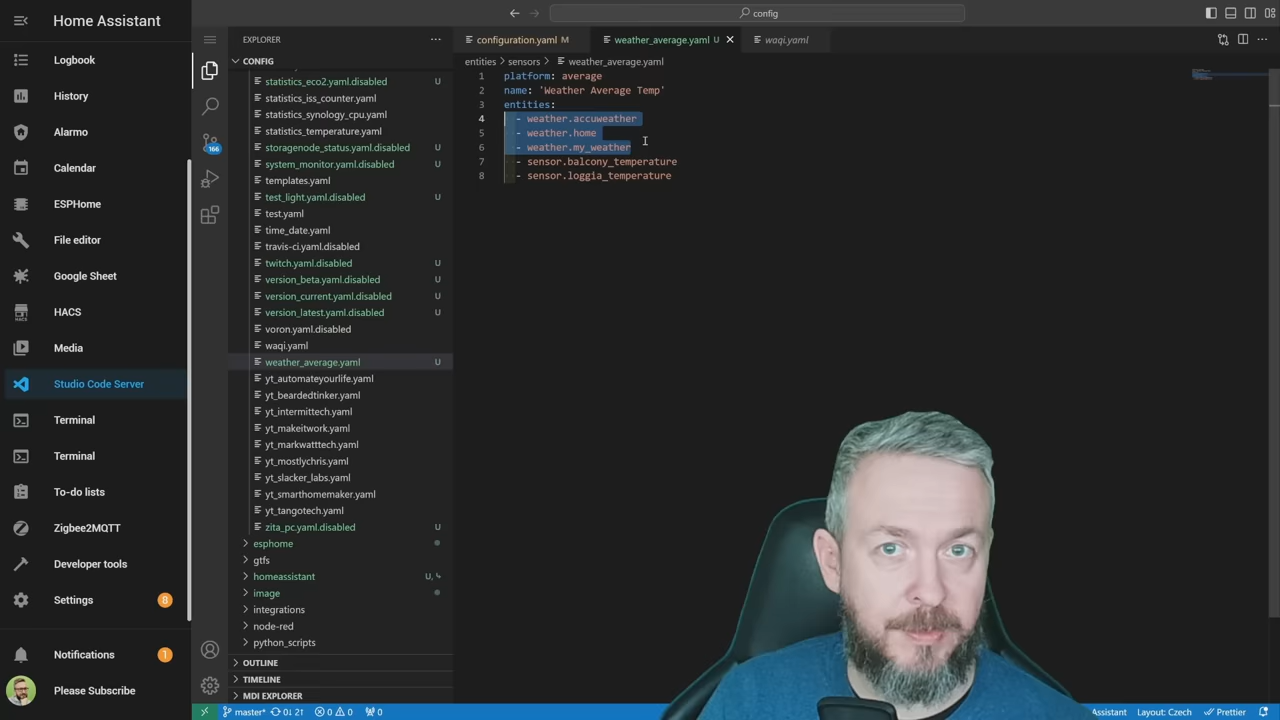 Home Assistant
Logbook
History
Alarmo
Calendar
ESPHome
File editor
Google Sheet
HACS
HACS
Media
Studio Code Server
Terminal
Terminal
To-do lists
Zigbee2MQTT
Developer tools
Settings 8
Notifications 1
Please Subscribe
config
EXPLORER
CONFIG
statistics_eco2.yaml.disabled U
statistics_iss_counter.yaml
statistics_synology_cpu.yaml
statistics_temperature.yaml
storagenode_status.yaml.disabled U
166
system_monitor.yaml.disabled U
templates.yaml
test_light.yaml.disabled U
test.yaml
time_date.yaml
travis-ci.yaml.disabled
twitch.yaml.disabled U
version_beta.yaml.disabled U
version_current.yaml.disabled U
version_latest.yaml.disabled U
voron.yaml.disabled
waqi.yaml
weather_average.yaml U
yt_automateyourlife.yaml
yt_beardedtinker.yaml
yt_intermittech.yaml
yt_makeitwork.yaml
yt_markwatttech.yaml
yt_mostlychris.yaml
yt_slacker_labs.yaml
yt_smarthomemaker.yaml
yt_tangotech.yaml
zita_pc.yaml.disabled U
esphome
gtfs
homeassistant U,
image
integrations
node-red
python_scripts
OUTLINE
TIMELINE
MDI EXPLORER
configuration.yaml M
weather_average.yaml U
waqi.yaml
entities > sensors > weather_average.yaml
1 platform: average
2 name: 'Weather Average Temp'
3 entities:
4 - weather.accuweather
5 - weather.home
6 - weather.my_weather
7 - sensor.balcony_temperature
8 - sensor.loggia_temperature
master* 0↓ 2↑ 0 0 0
Assistant Layout: Czech Prettier